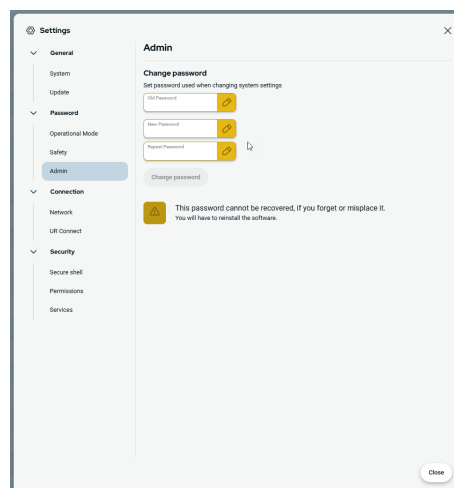 Settings
General
System
Update
Password
Operational Mode
Safety
Admin
Connection
Network
UR Connect
Security
Secure shell
Permissions
Services
Admin
Change password
Set password used when changing system settings
Old Password
New Password
Repeat Password
Change password
This password cannot be recovered, if you forget or misplace it.
You will have to reinstall the software.
Close